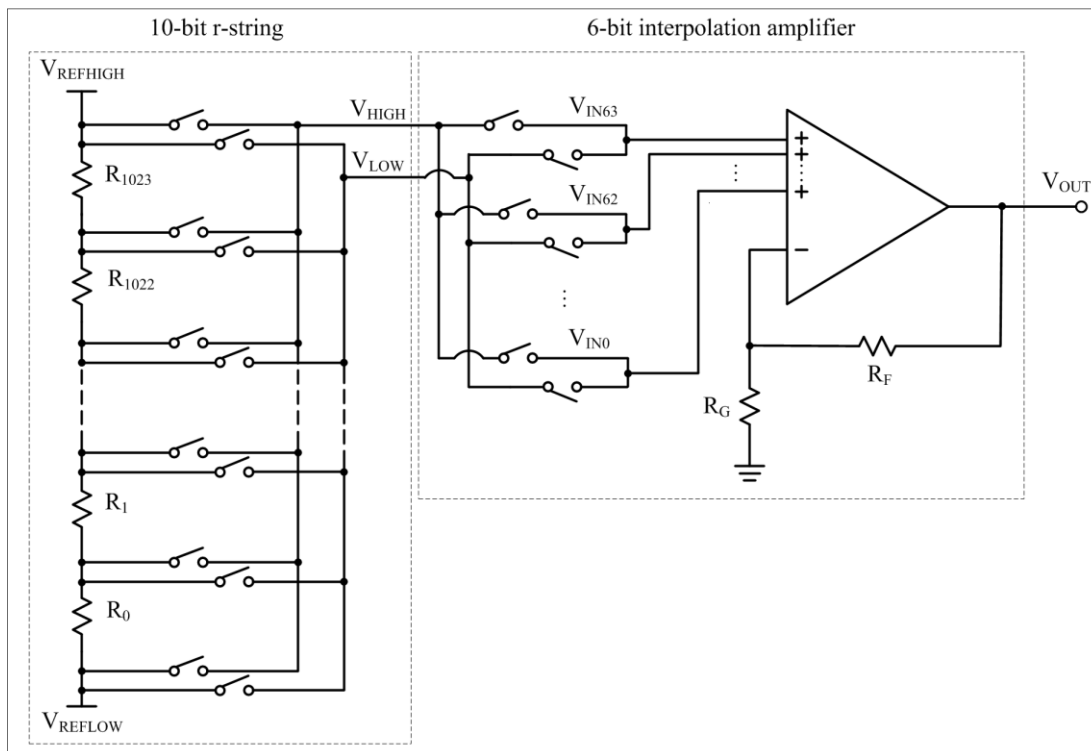 10-bit r-string
6-bit interpolation amplifier
VREFHIGH
VHIGH
VIN63
VLOW
R1023
+
+
+
VIN62
VOUT
R1022
−
VIN0
RF
RG
R1
R0
VREFLOW